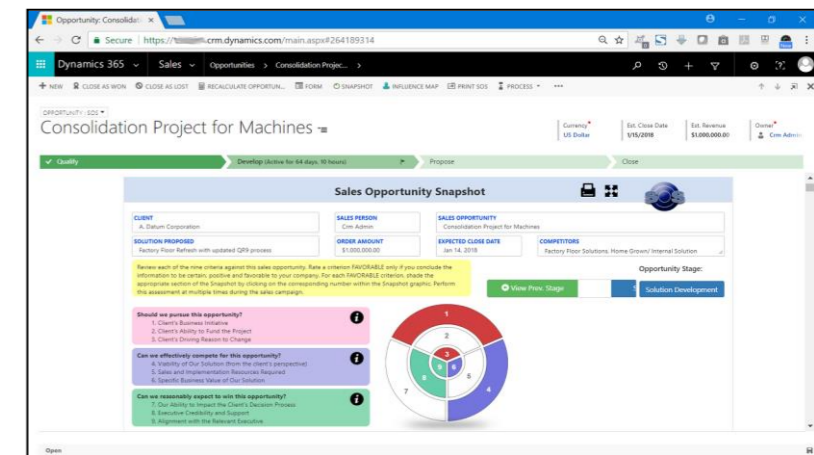 Opportunity: Consolidati
Secure https:// .crm.dynamics.com/main.aspx#264189314
Dynamics 365 Sales Opportunities > Consolidation Projec... >
+ NEW CLOSE AS WON CLOSE AS LOST RECALCULATE OPPORTUN... FORM SNAPSHOT INFLUENCE MAP PRINT SOS PROCESS ...
OPPORTUNITY : SOS
Consolidation Project for Machines
Currency*
US Dollar
Est. Close Date
1/15/2018
Est. Revenue
$1,000,000.00
Owner*
Crm Admin
Qualify
Develop (Active for 64 days, 10 hours)
Propose
Close
Sales Opportunity Snapshot
SOS
CLIENT
A. Datum Corporation
SALES PERSON
Crm Admin
SALES OPPORTUNITY
Consolidation Project for Machines
SOLUTION PROPOSED
Factory Floor Refresh with updated QR9 process
ORDER AMOUNT
$1,000,000.00
EXPECTED CLOSE DATE
Jan 14, 2018
COMPETITORS
Factory Floor Solutions. Home Grown/ Internal Solution
Review each of the nine criteria against this sales opportunity. Rate a criterion FAVORABLE only if you conclude the
information to be certain, positive and favorable to your company. For each FAVORABLE criterion, shade the
appropriate section of the Snapshot by clicking on the corresponding number within the Snapshot graphic. Perform
this assessment at multiple times during the sales campaign.
Opportunity Stage:
View Prev. Stage
Solution Development
Should we pursue this opportunity?
1. Client's Business Initiative
2. Client's Ability to Fund the Project
3. Client's Driving Reason to Change
Can we effectively compete for this opportunity?
4. Viability of Our Solution (from the client's perspective)
5. Sales and Implementation Resources Required
6. Specific Business Value of Our Solution
Can we reasonably expect to win this opportunity?
7. Our Ability to Impact the Client's Decision Process
8. Executive Credibility and Support
9. Alignment with the Relevant Executive
1
2
3
9 6
8 5
7 4
Open